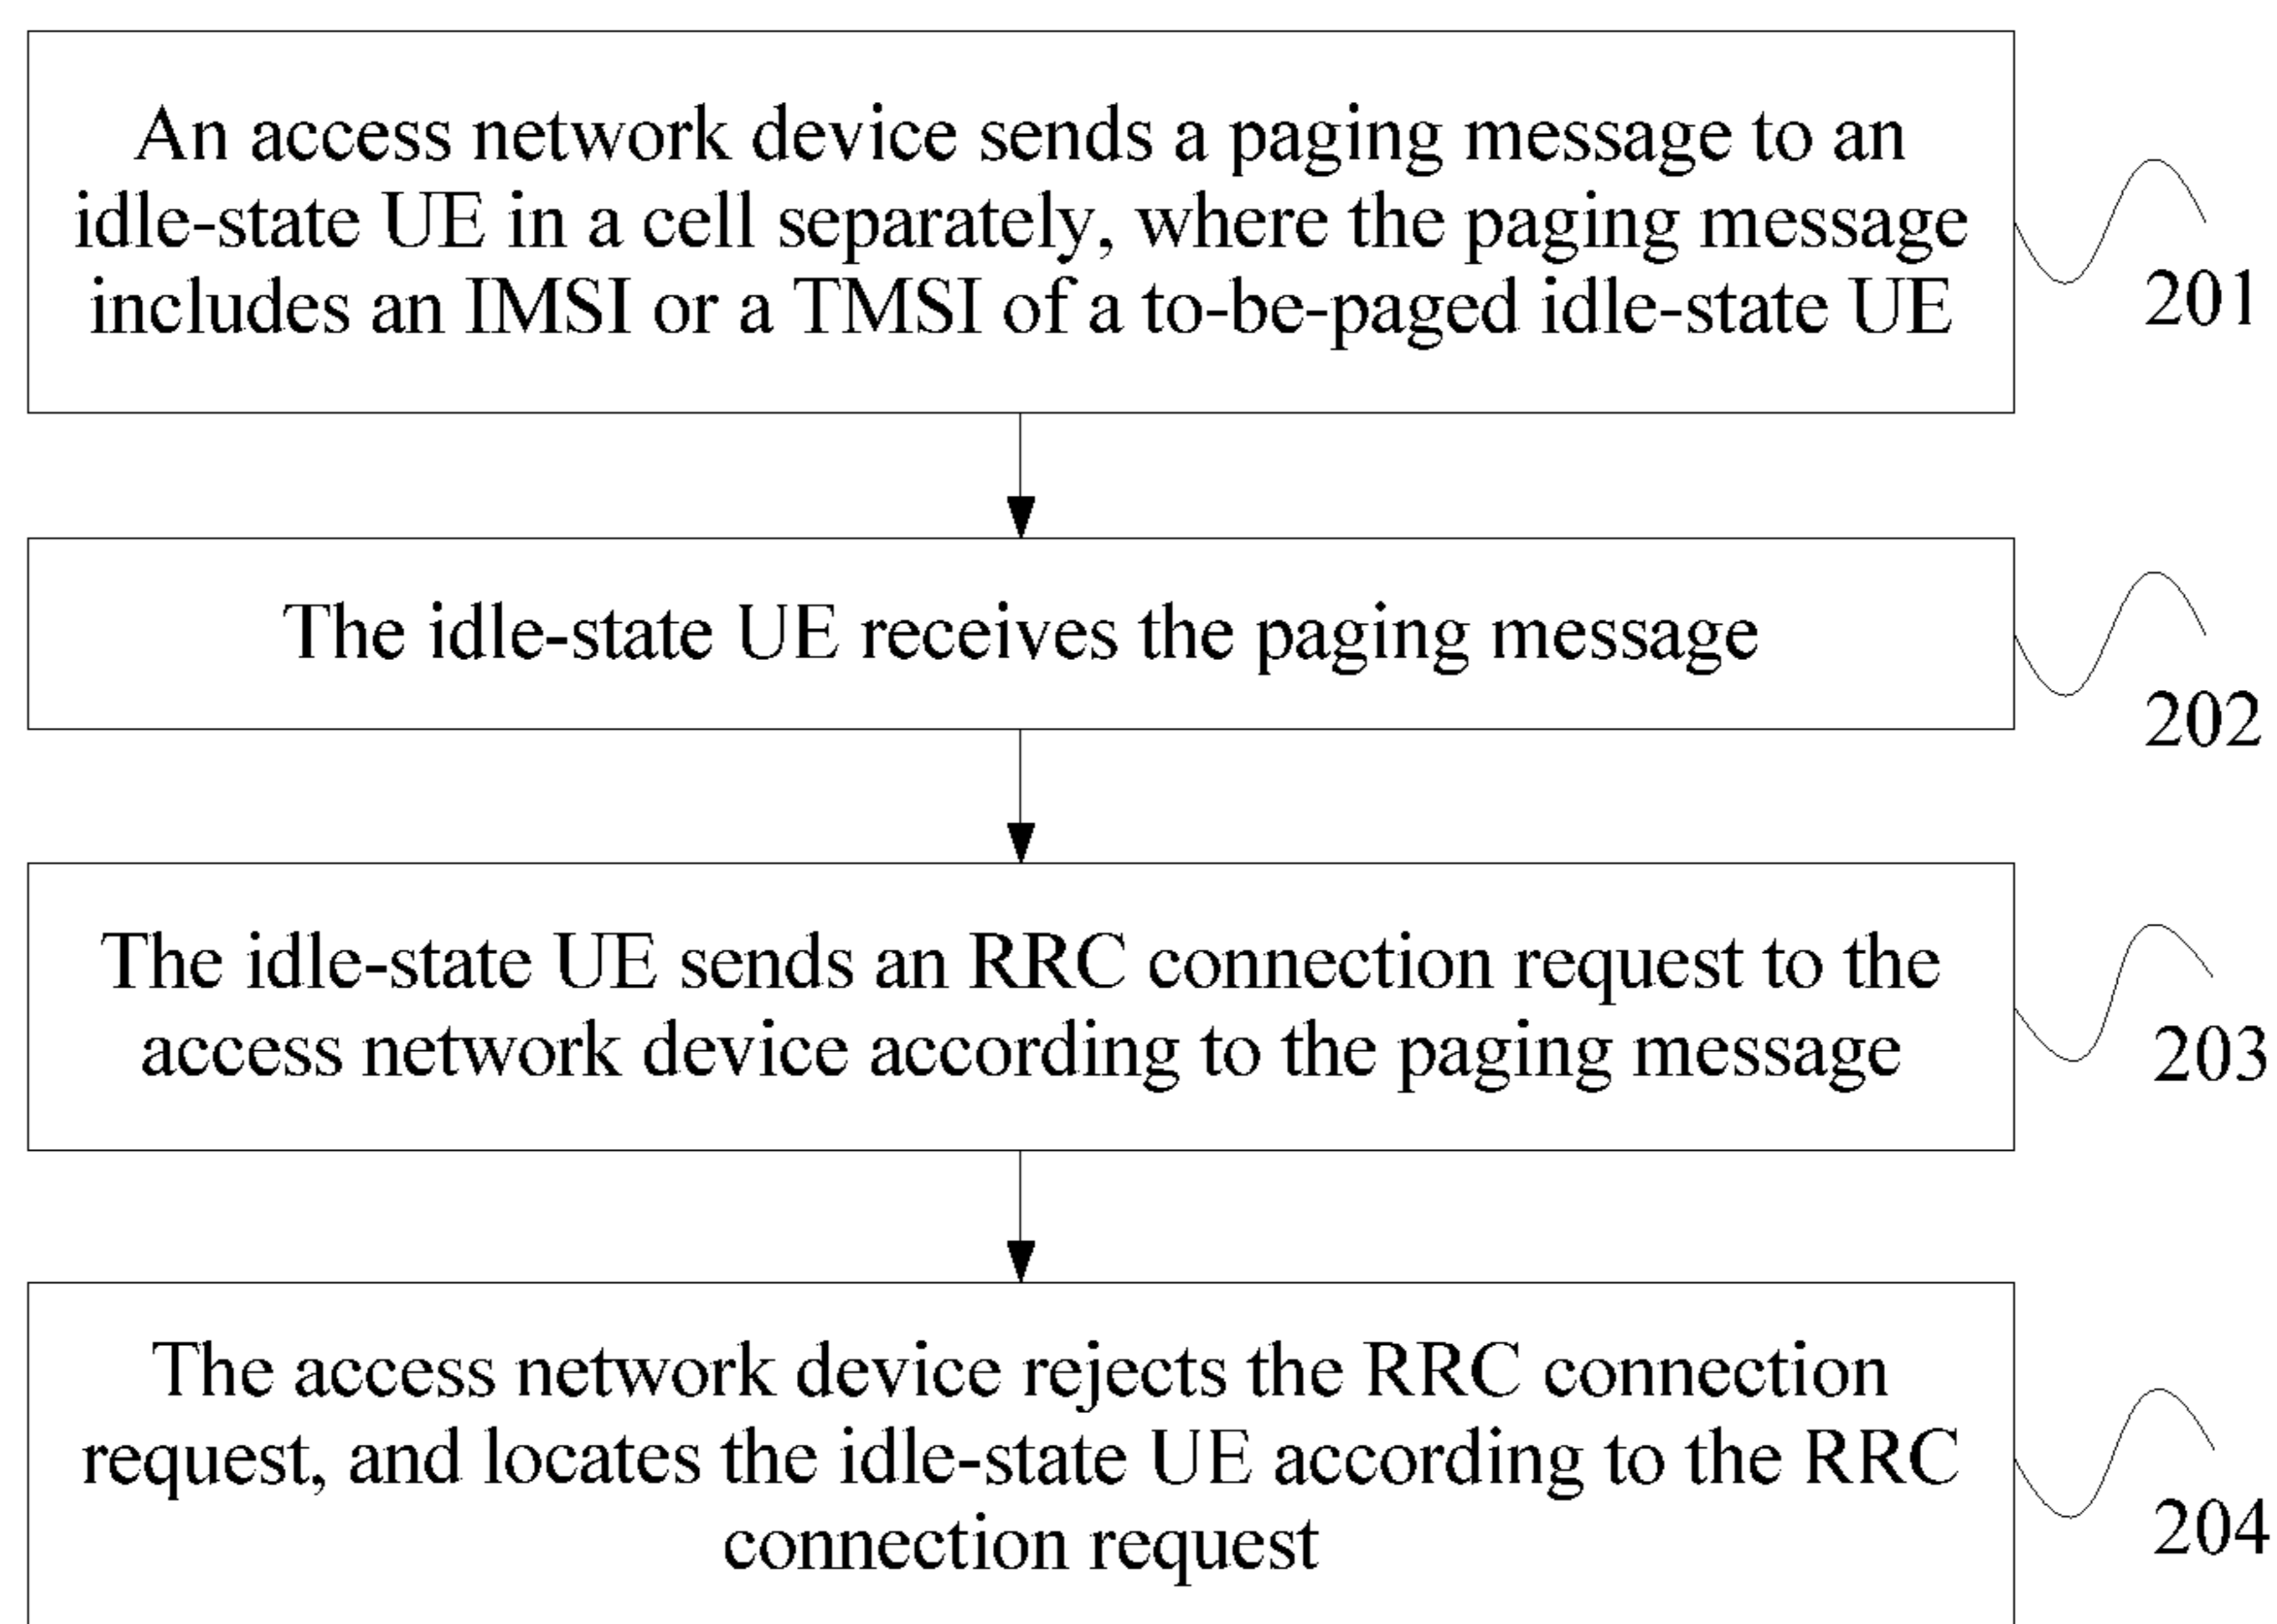 An access network device sends a paging message to an
idle-state UE in a cell separately, where the paging message
includes an IMSI or a TMSI of a to-be-paged idle-state UE
201
The idle-state UE receives the paging message
202
The idle-state UE sends an RRC connection request to the
access network device according to the paging message
203
The access network device rejects the RRC connection
request, and locates the idle-state UE according to the RRC
connection request
204